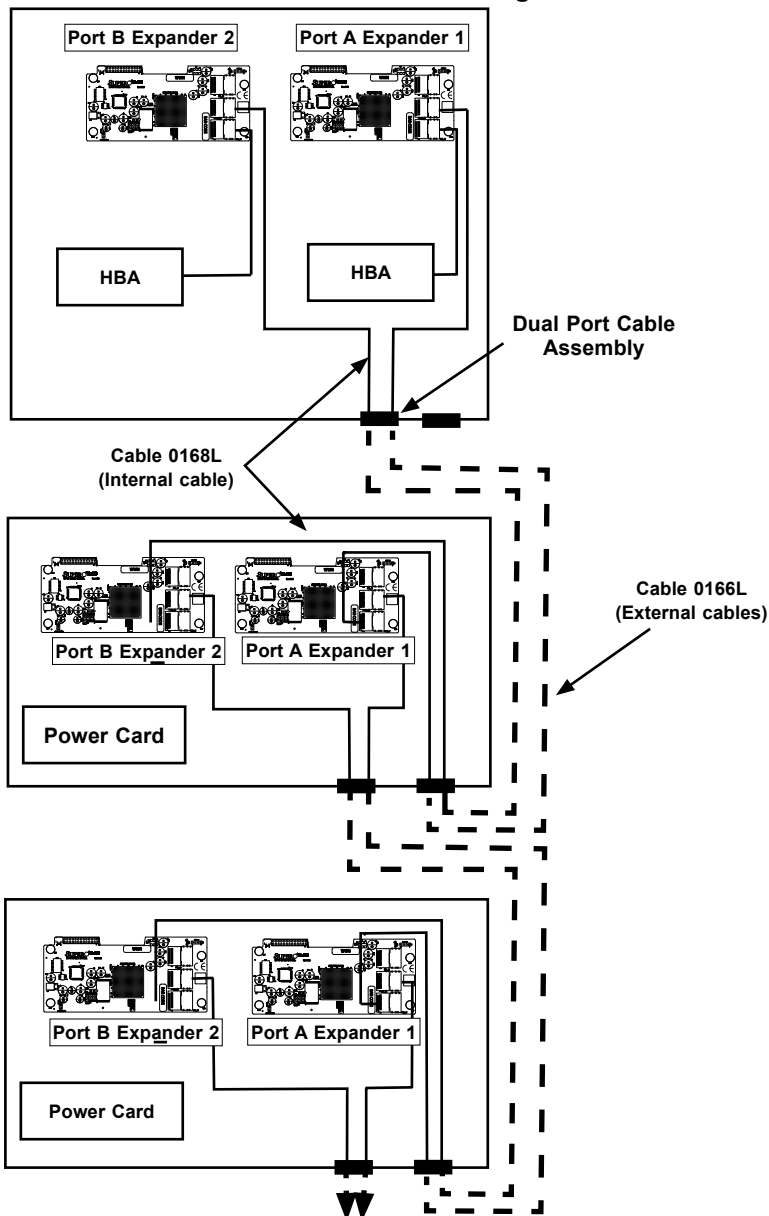 Port B Expander 2
Port A Expander 1
HBA
HBA
Dual Port Cable
Assembly
Cable 0168L
(Internal cable)
Cable 0166L
(External cables)
Port B Expander 2
Port A Expander 1
Power Card
Port B Expander 2
Port A Expander 1
Power Card